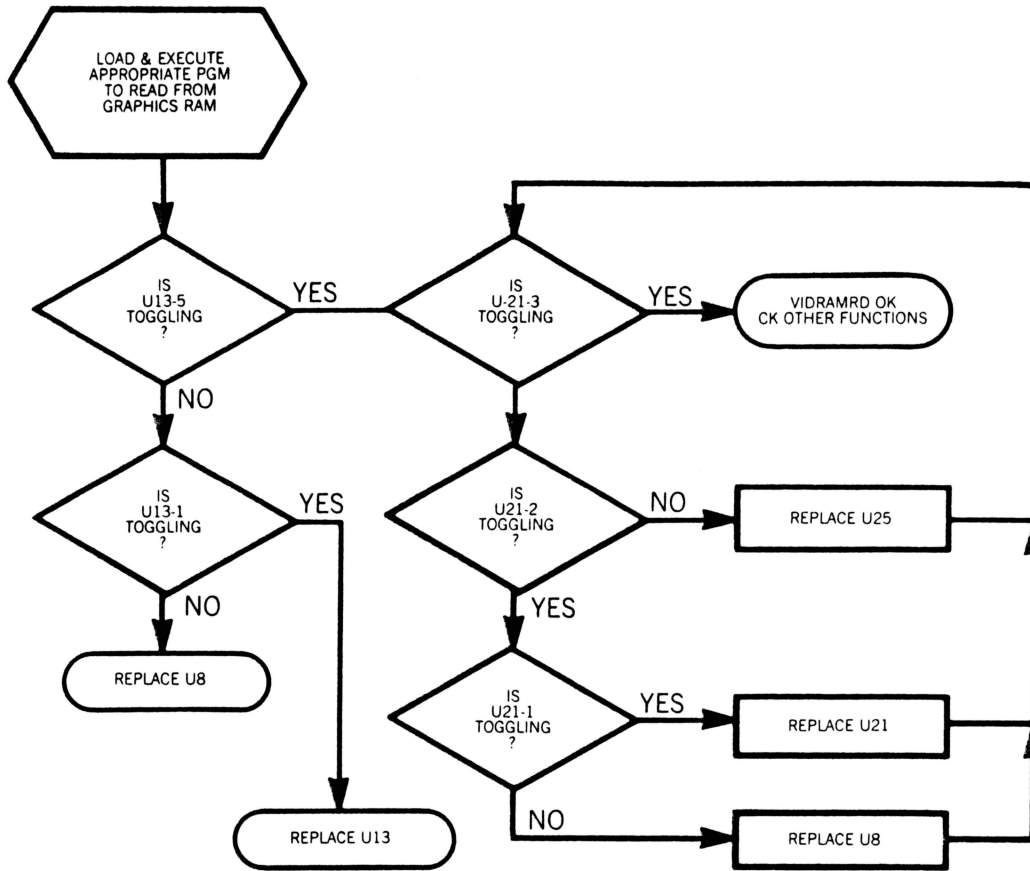 LOAD & EXECUTE
APPROPRIATE PGM
TO READ FROM
GRAPHICS RAM
IS
U13-5
TOGGLING
?
YES
IS
U-21-3
TOGGLING
?
YES
VIDRAMRD OK
CK OTHER FUNCTIONS
NO
IS
U13-1
TOGGLING
?
YES
IS
U21-2
TOGGLING
?
NO
REPLACE U25
NO
YES
REPLACE U8
IS
U21-1
TOGGLING
?
YES
REPLACE U21
REPLACE U13
NO
REPLACE U8